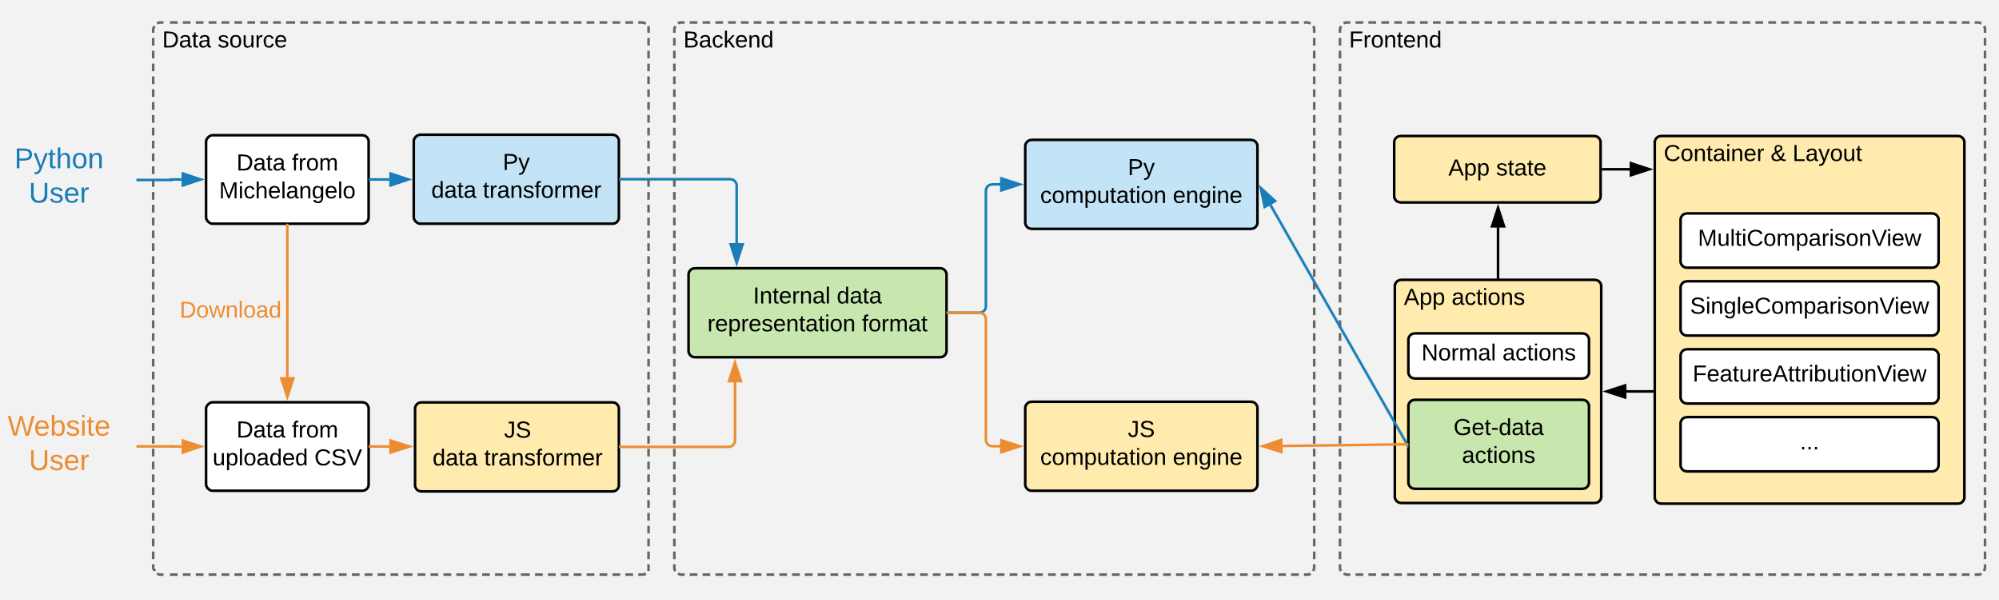 Data source
Python
User
Data from
Michelangelo
Py
data transformer
Download
Website
User
Data from
uploaded CSV
JS
data transformer
Backend
Internal data
representation format
Py
computation engine
JS
computation engine
Frontend
App state
App actions
Normal actions
Get-data
actions
Container & Layout
MultiComparisonView
SingleComparisonView
FeatureAttributionView
...